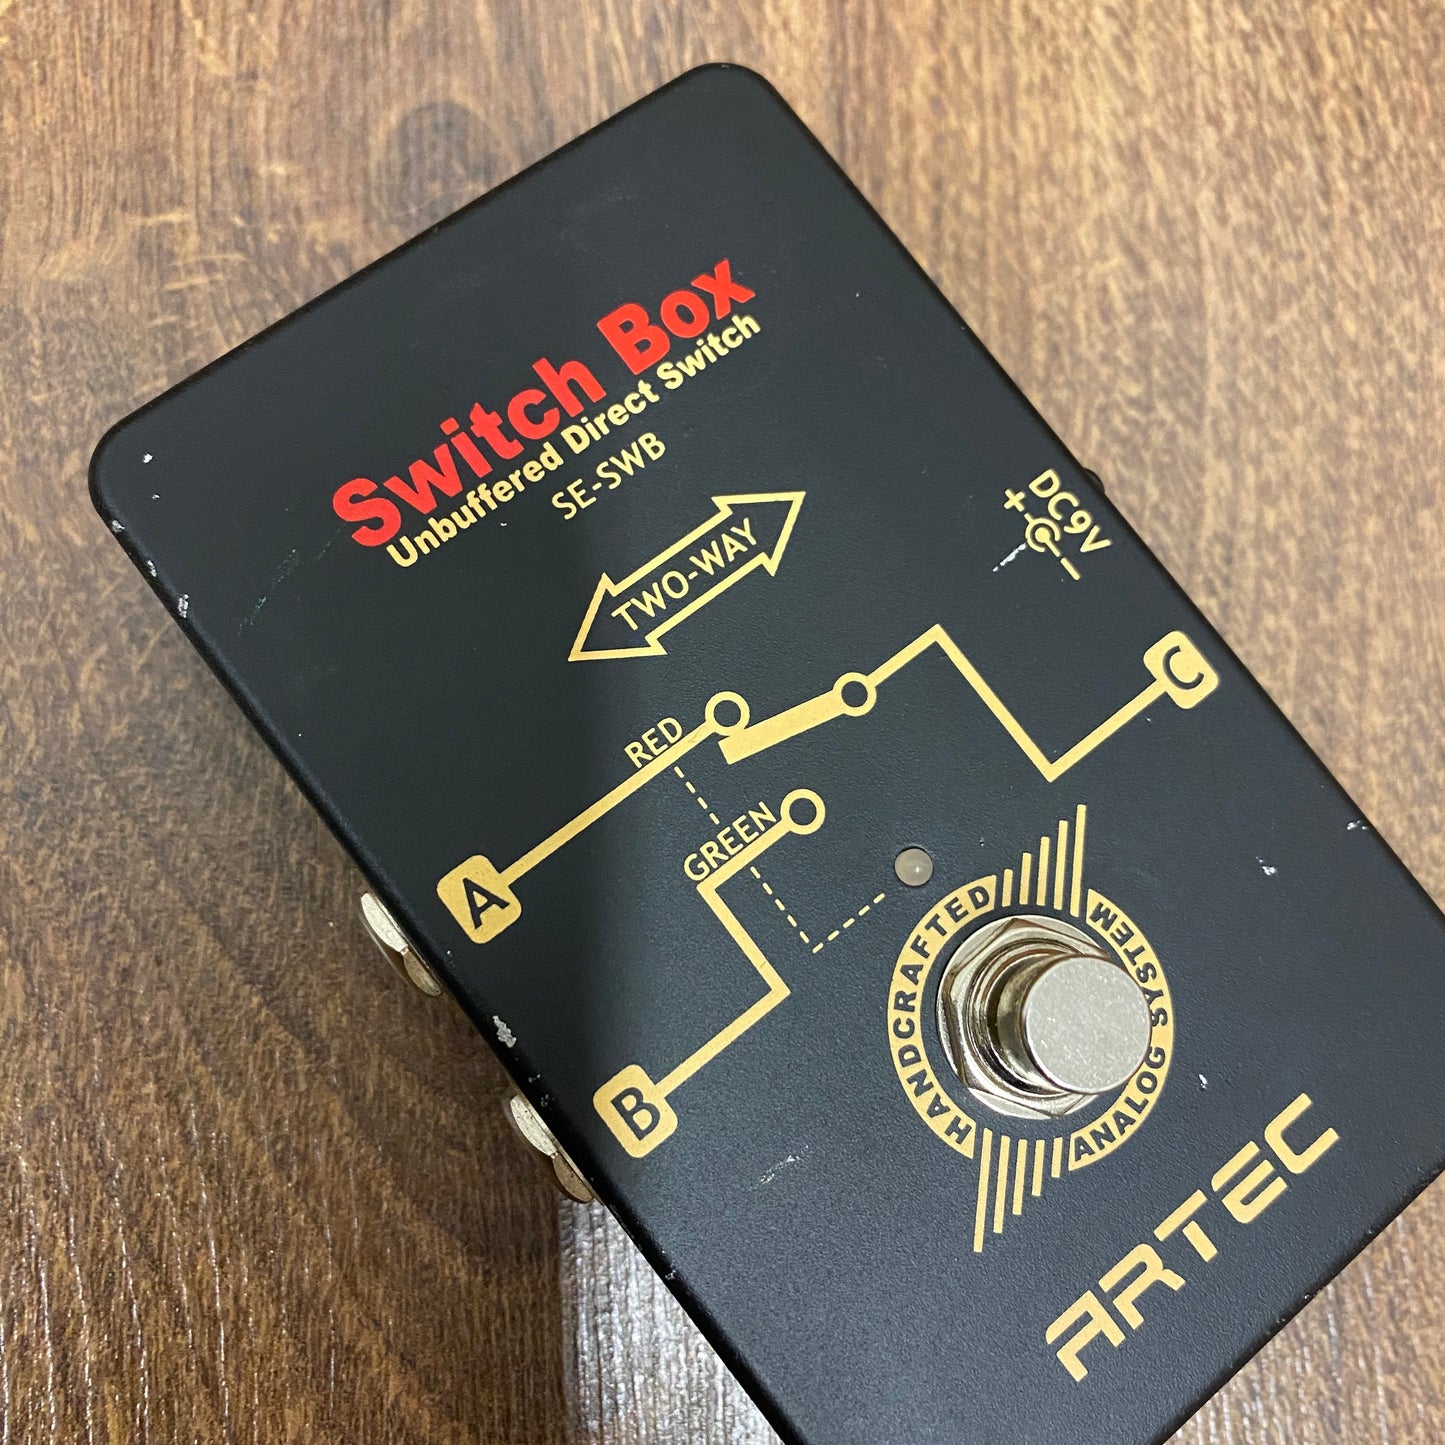 Switch Box
Unbuffered Direct Switch
SE-SWB
TWO-WAY
DC9V
+ -
RED
GREEN
A
B
C
HANDCRAFTED
ANALOG SYSTEM
ARTEC